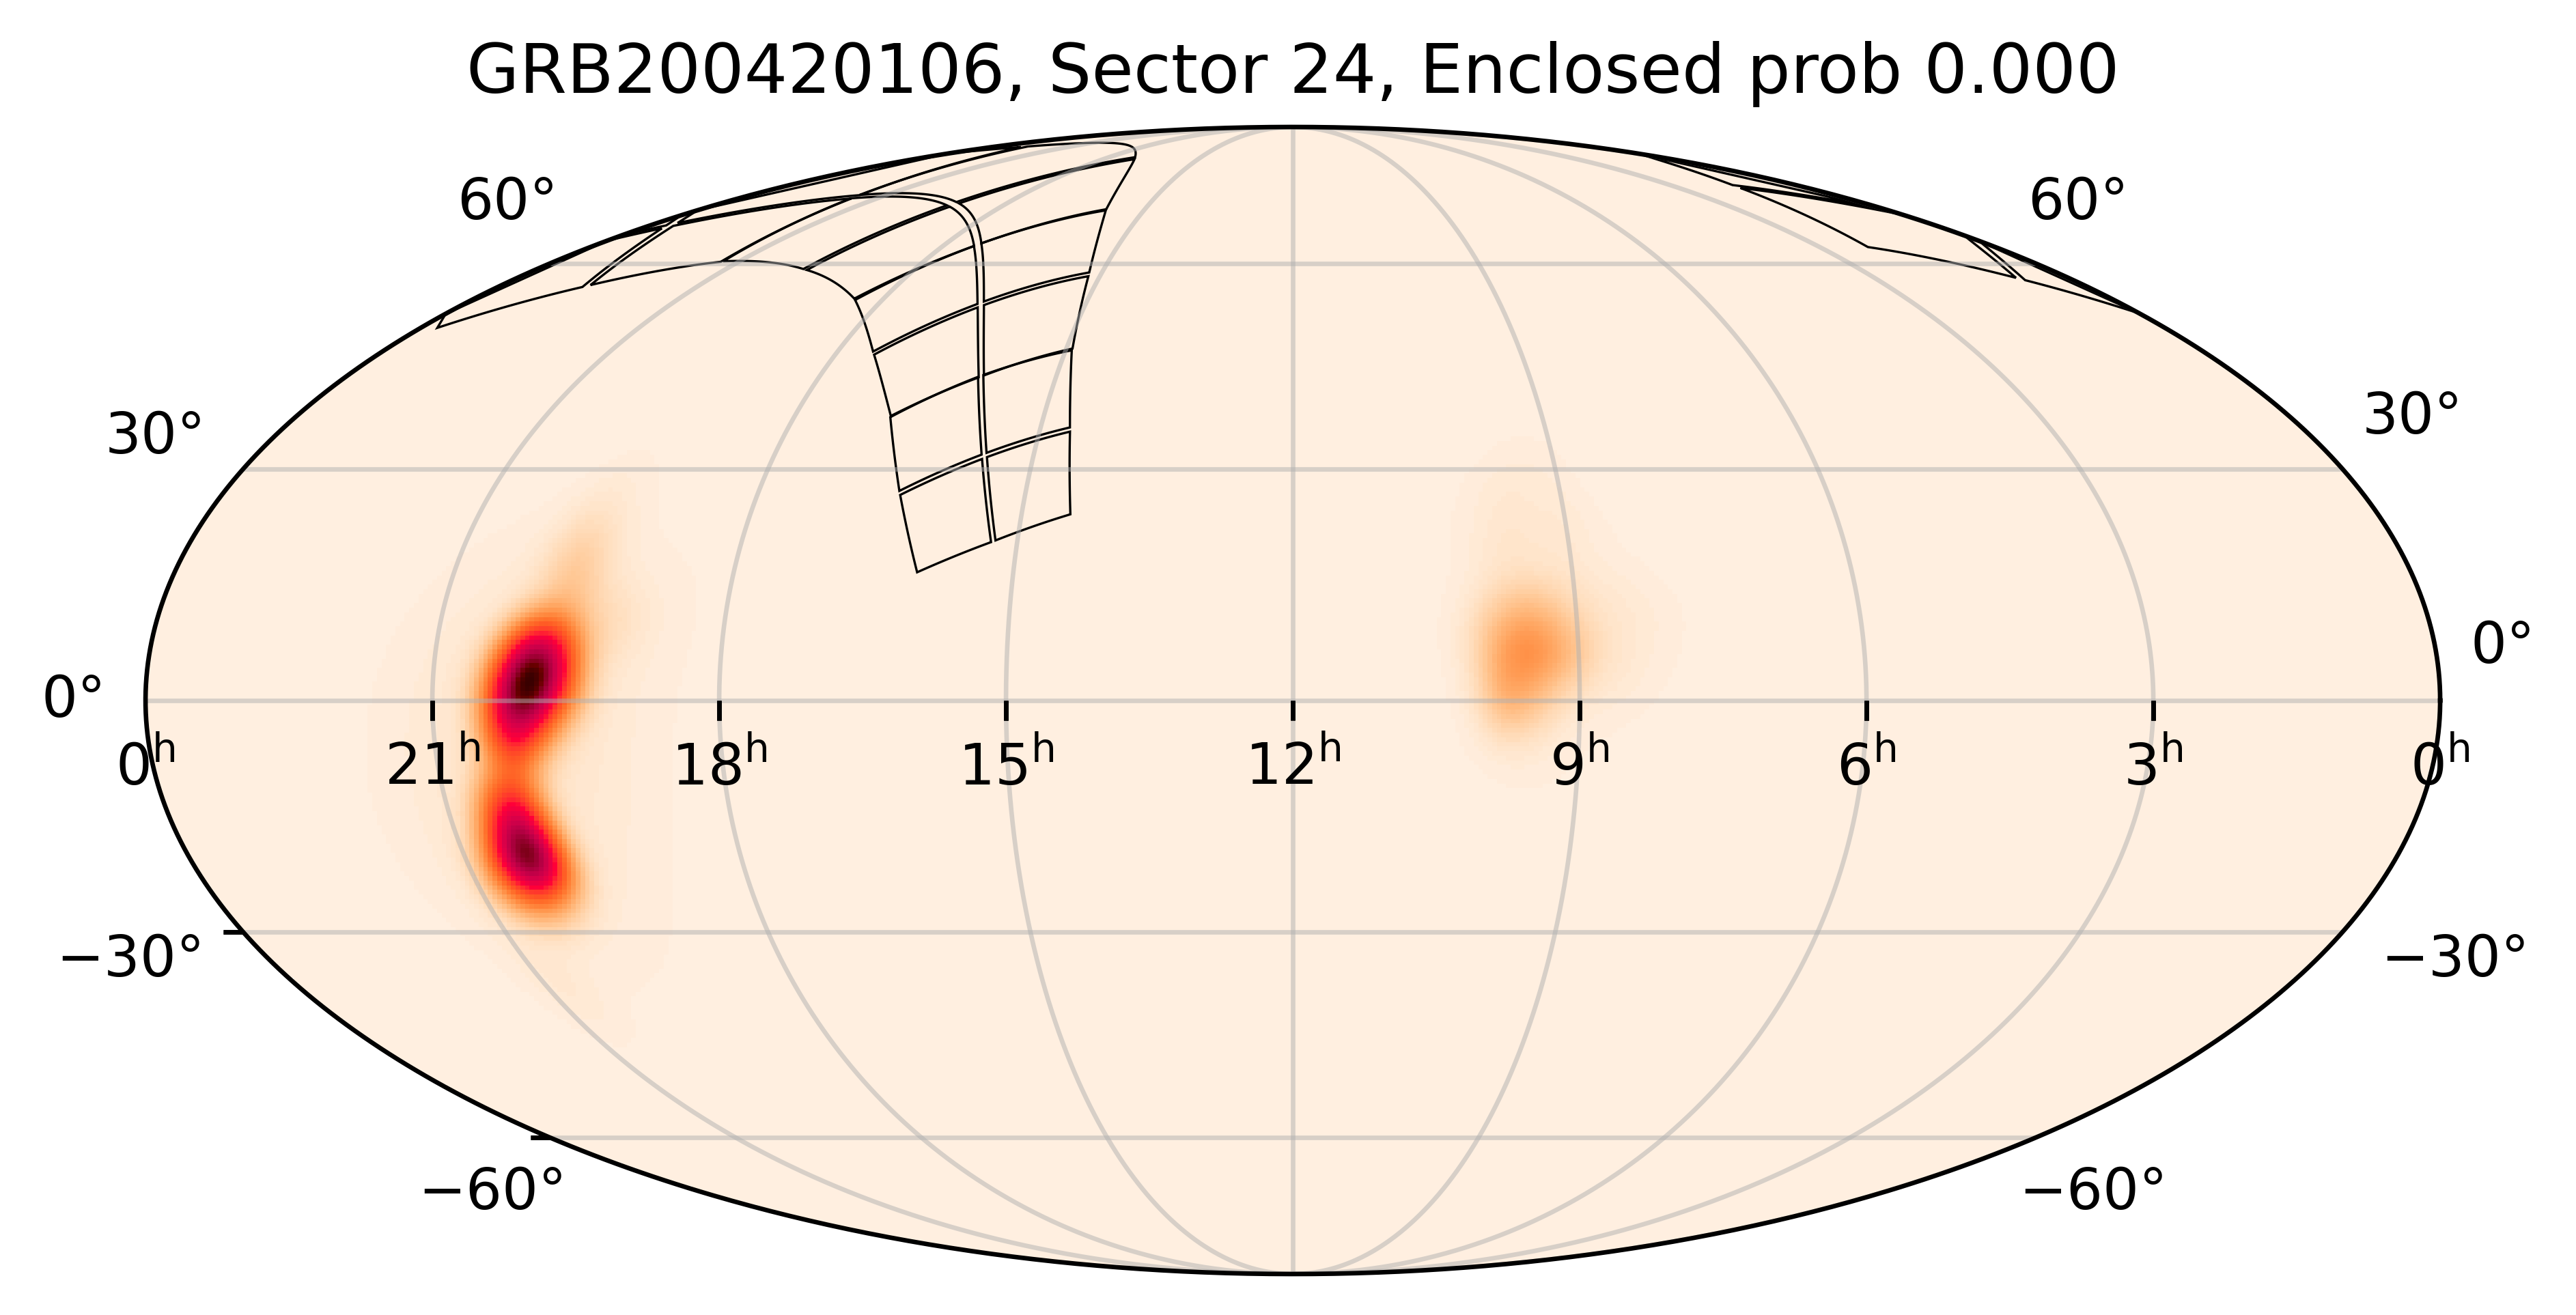 GRB200420106, Sector 24, Enclosed prob 0.000
60° 60°
30° 30°
0° 0°
0h 21h 18h 15h 12h 9h 6h 3h 0h
−30° −30°
−60° −60°